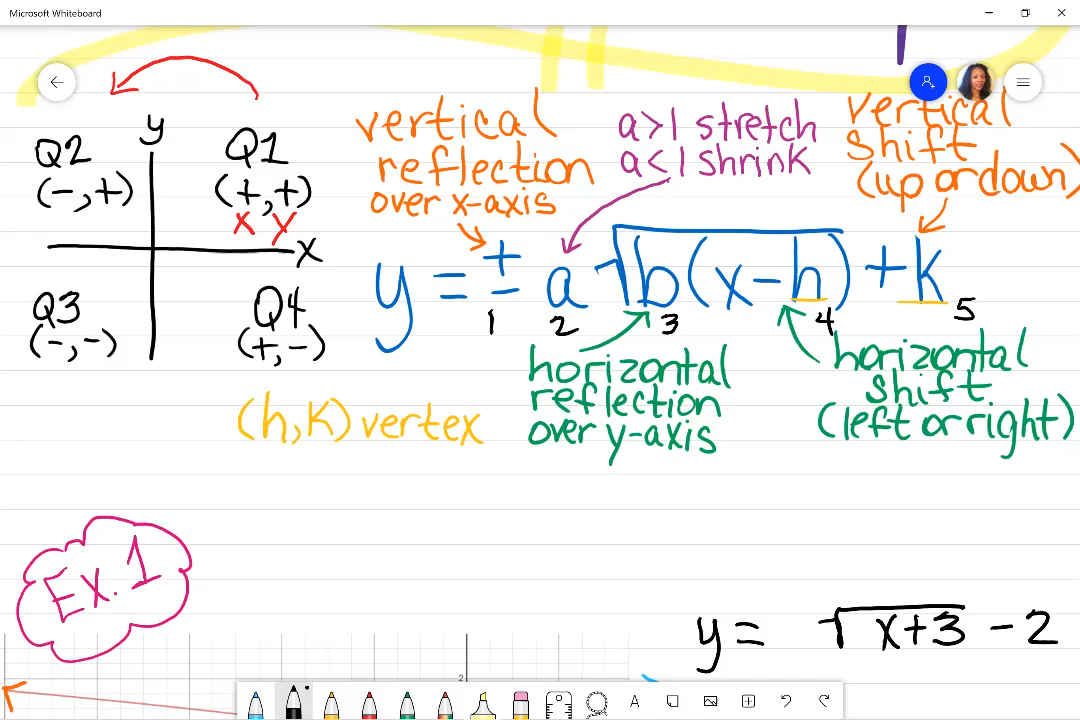 Microsoft Whiteboard
y
Q2
(-,+)
Q1
(+,+)
x y
x
Q3
(-,-)
Q4
(+,-)
vertical
reflection
over x-axis
a>1 stretch
a<1 shrink
vertical
shift
(up or down)
y = ± a √b(x-h) + k
1 2 3 4 5
horizontal
reflection
over y-axis
horizontal
shift
(left or right)
(h,k) vertex
Ex. 1
y = √x+3 - 2
2
A